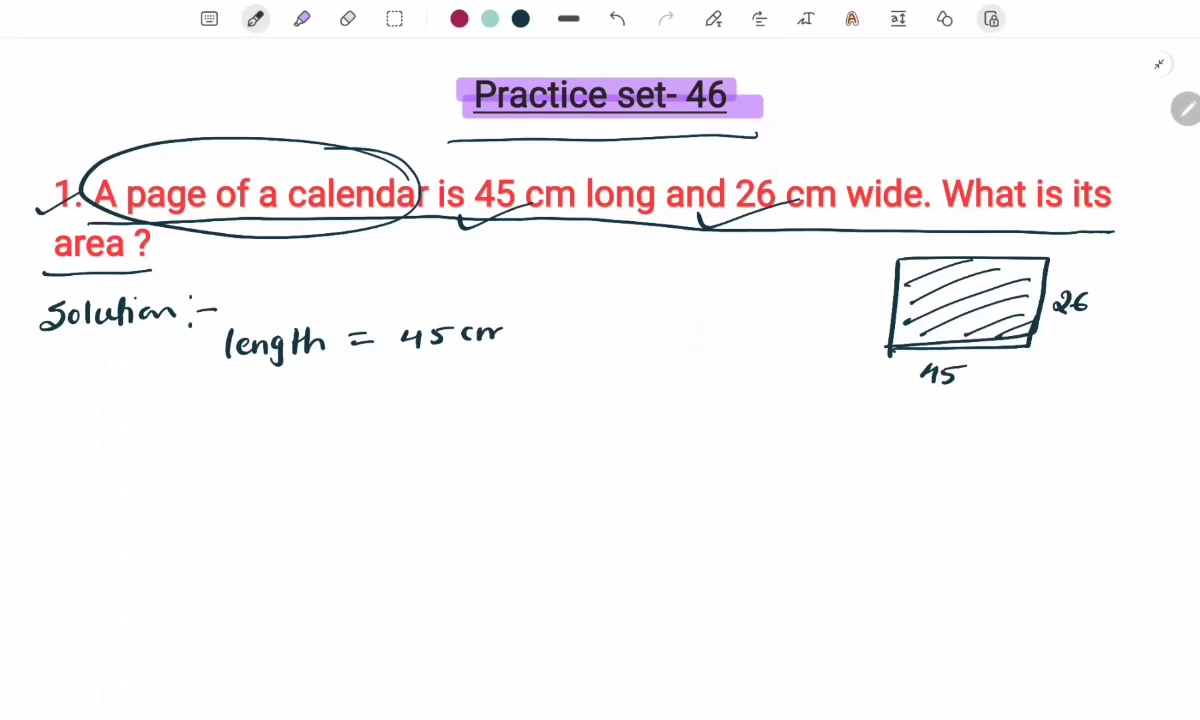 Practice set- 46
1. A page of a calendar is 45 cm long and 26 cm wide. What is its
area ?
Solution :-
length = 45 cm
26
45